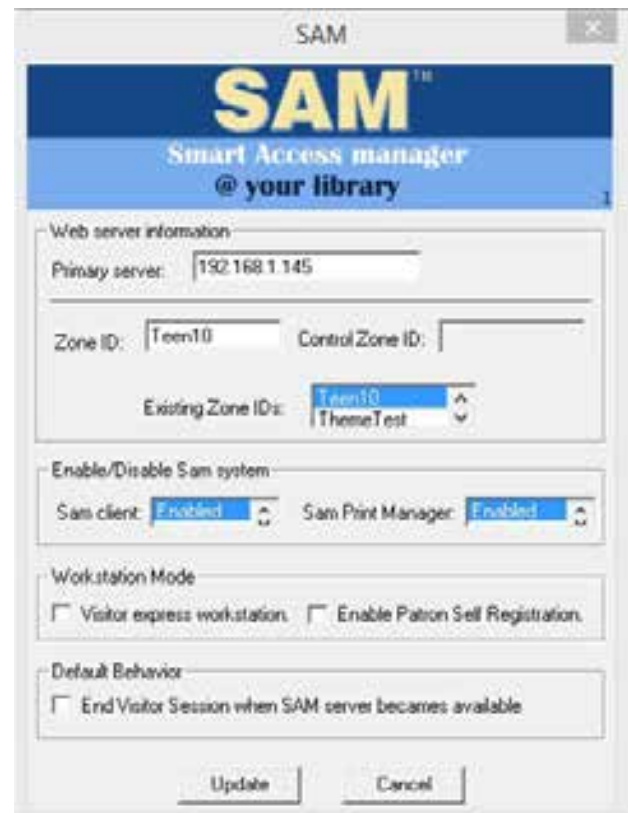 SAM
SAM™
Smart Access manager
@ your library
1
Web server information
Primary server: 192.168.1.145
Zone ID: Teen10 Control Zone ID:
Existing Zone IDs: Teen10
ThemeTest
Enable/Disable Sam system
Sam client: Enabled Sam Print Manager: Enabled
Workstation Mode
Visitor express workstation. Enable Patron Self Registration.
Default Behavior
End Visitor Session when SAM server becames available
Update Cancel